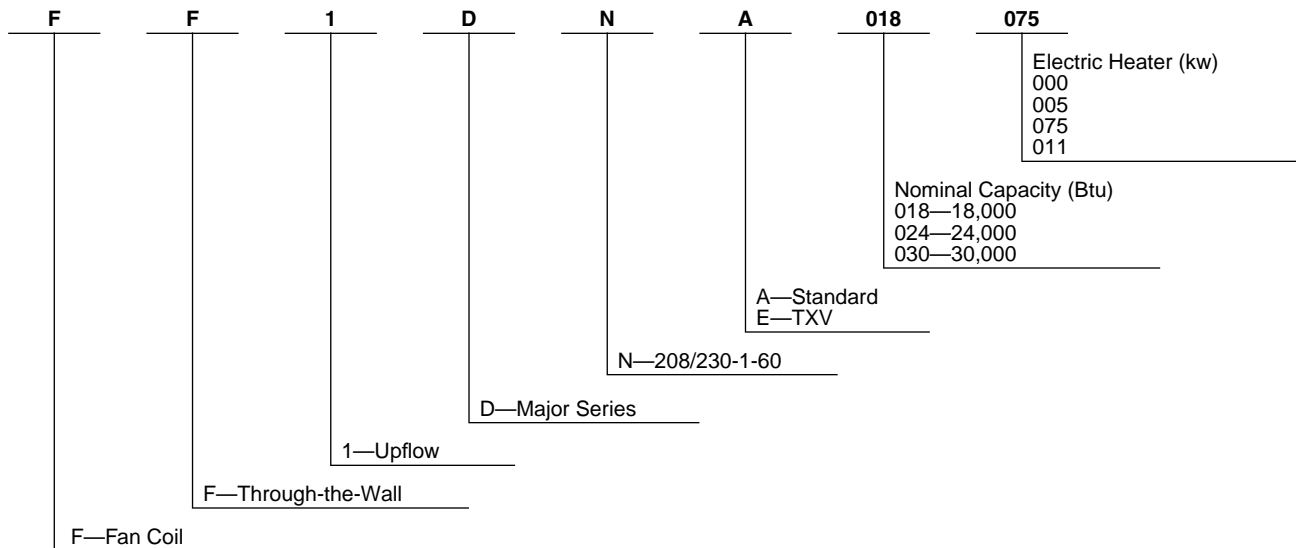 F F 1 D N A 018 075
Electric Heater (kw)
000
005
075
011
Nominal Capacity (Btu)
018—18,000
024—24,000
030—30,000
A—Standard
E—TXV
N—208/230-1-60
D—Major Series
1—Upflow
F—Through-the-Wall
F—Fan Coil